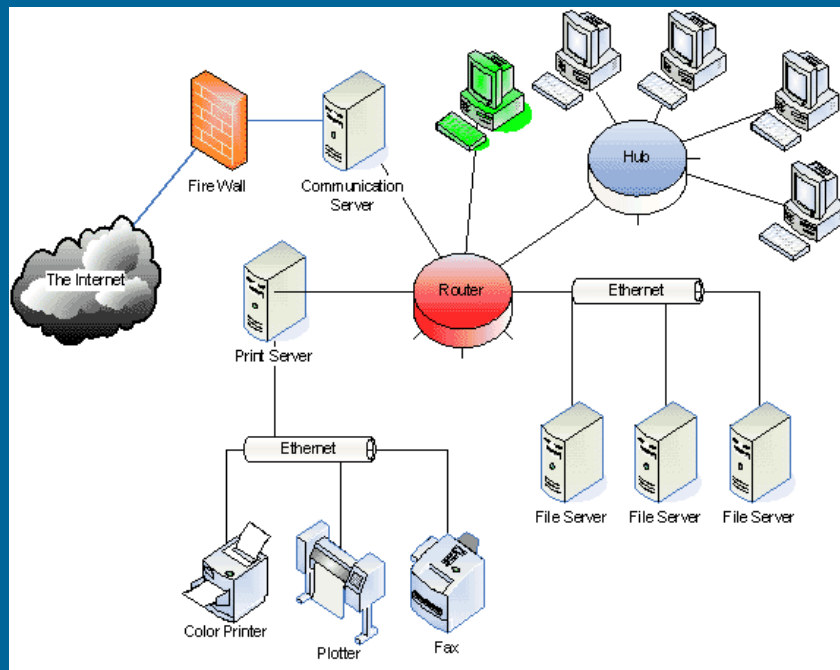 Hub
Fire Wall
Communication
Server
The Internet
Router
Ethernet
Print Server
Ethernet
File Server
File Server
File Server
Color Printer
Plotter
Fax